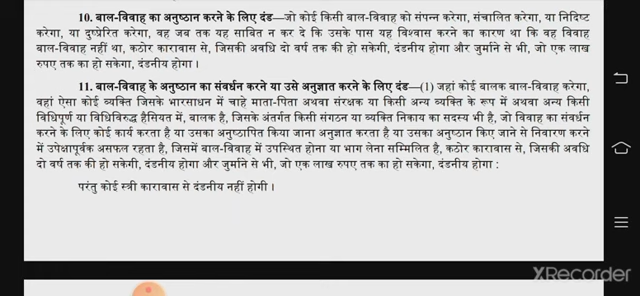 10. बाल-विवाह का अनुष्ठान करने के लिए दंड—जो कोई किसी बाल-विवाह को संपन्न करेगा, संचालित करेगा, या निदिष्ट
करेगा, या दुष्प्रेरित करेगा, वह जब तक यह साबित न कर दे कि उसके पास यह विश्वास करने का कारण था कि वह विवाह
बाल-विवाह नहीं था, कठोर कारावास से, जिसकी अवधि दो वर्ष तक की हो सकेगी, दंडनीय होगा और जुर्माने से भी, जो एक लाख
रुपए तक का हो सकेगा, दंडनीय होगा ।
11. बाल-विवाह के अनुष्ठान का संवर्धन करने या उसे अनुज्ञात करने के लिए दंड—(1) जहां कोई बालक बाल-विवाह करेगा,
वहां ऐसा कोई व्यक्ति जिसके भारसाधन में चाहे माता-पिता अथवा संरक्षक या किसी अन्य व्यक्ति के रूप में अथवा अन्य किसी
विधिपूर्ण या विधिविरुद्ध हैसियत में, बालक है, जिसके अंतर्गत किसी संगठन या व्यक्ति निकाय का सदस्य भी है, जो विवाह का संवर्धन
करने के लिए कोई कार्य करता है या उसका अनुष्ठापित किया जाना अनुज्ञात करता है या उसका अनुष्ठान किए जाने से निवारण करने
में उपेक्षापूर्वक असफल रहता है, जिसमें बाल-विवाह में उपस्थित होना या भाग लेना सम्मिलित है, कठोर कारावास से, जिसकी अवधि
दो वर्ष तक की हो सकेगी, दंडनीय होगा और जुर्माने से भी, जो एक लाख रुपए तक का हो सकेगा, दंडनीय होगा :
परंतु कोई स्त्री कारावास से दंडनीय नहीं होगी ।
XRecorder